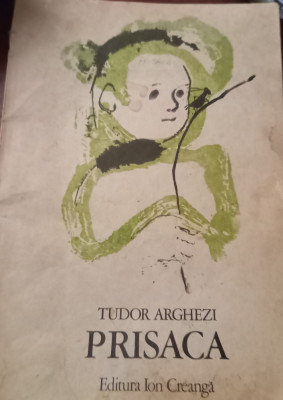 TUDOR ARGHEZI
PRISACA
Editura Ion Creangă